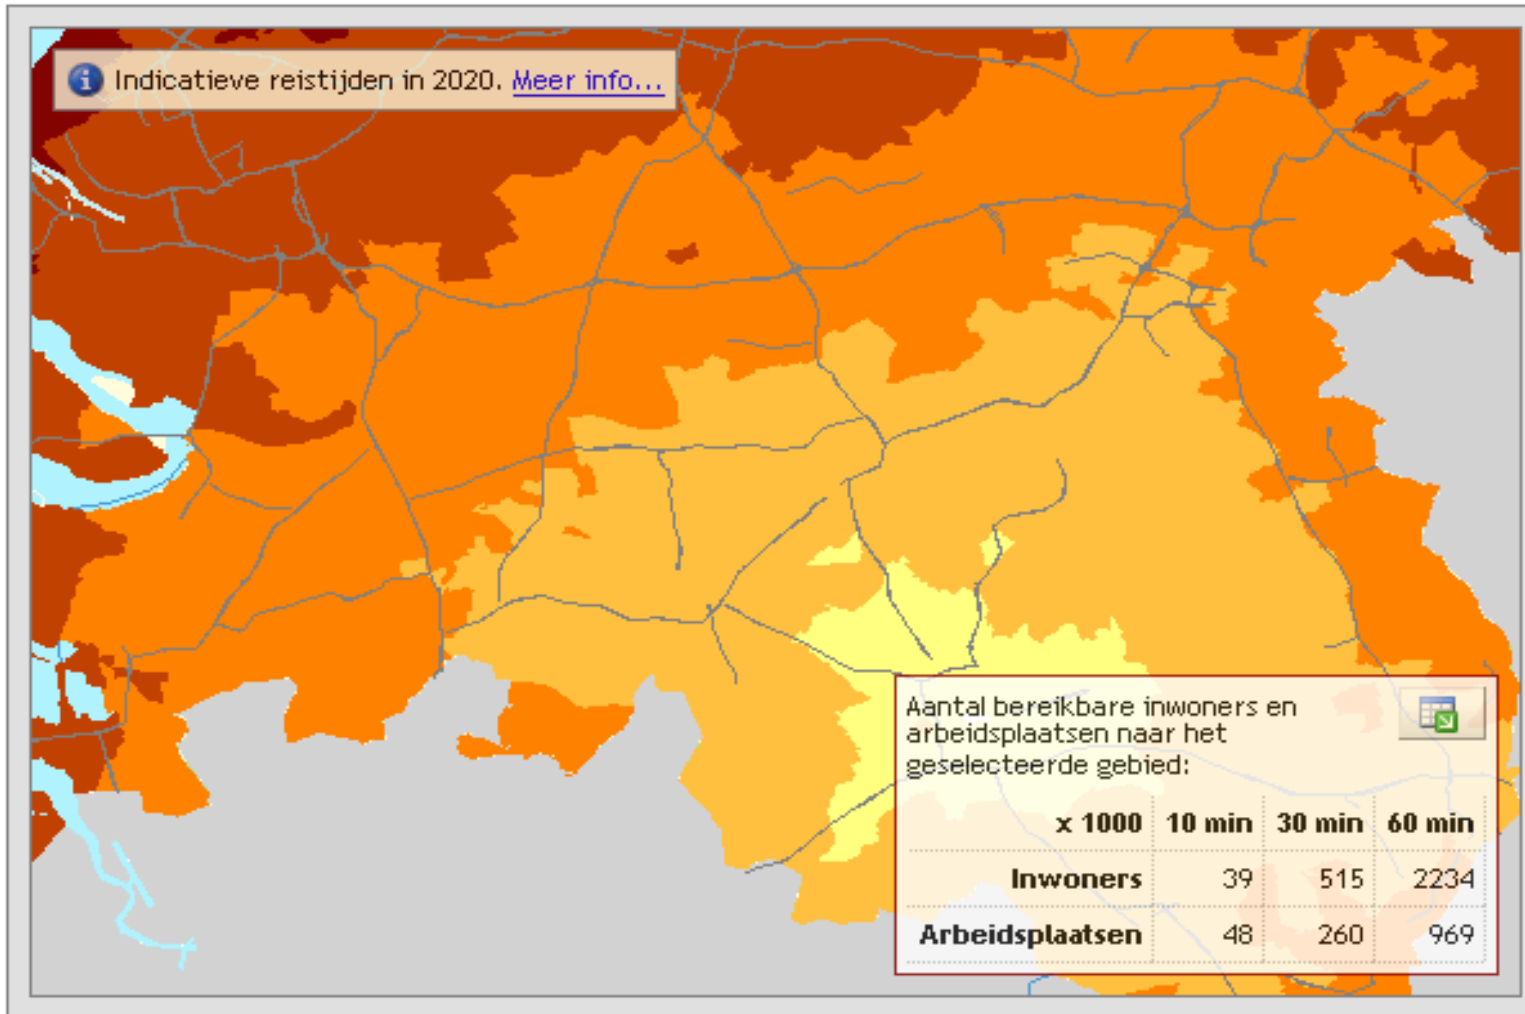 Indicatieve reistijden in 2020. Meer info...
Aantal bereikbare inwoners en
arbeidsplaatsen naar het
geselecteerde gebied:
x 1000 10 min 30 min 60 min
Inwoners 39 515 2234
Arbeidsplaatsen 48 260 969